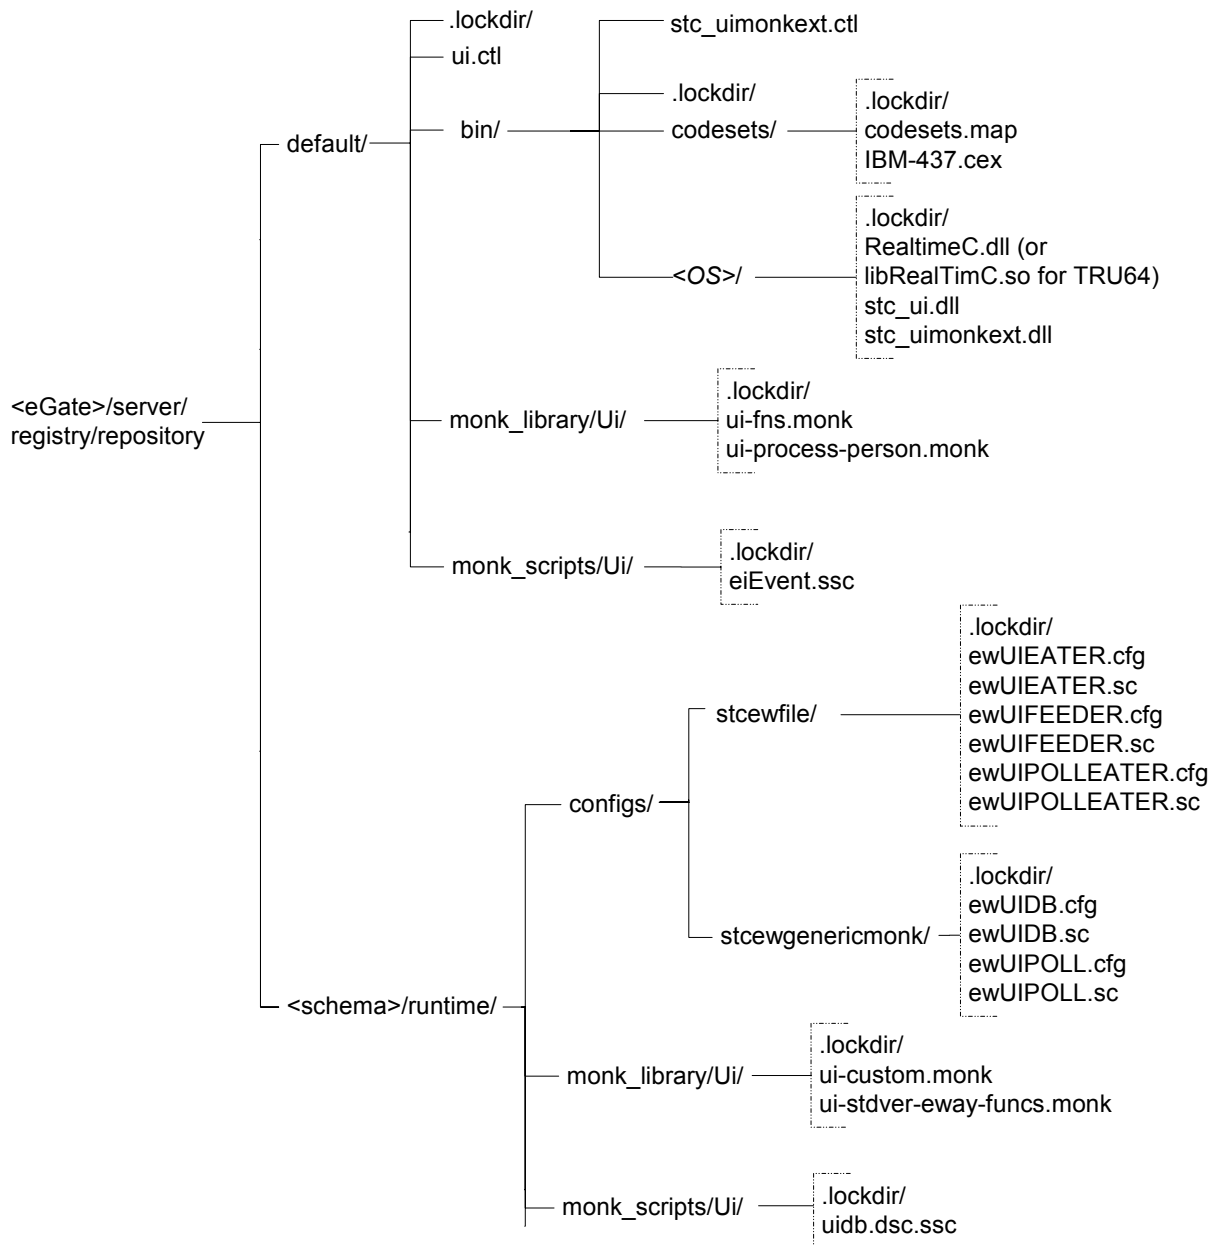 .lockdir/
ui.ctl
bin/
stc_uimonkext.ctl
.lockdir/
codesets/
.lockdir/
codesets.map
IBM-437.cex
default/
<OS>/
.lockdir/
RealtimeC.dll (or
libRealTimC.so for TRU64)
stc_ui.dll
stc_uimonkext.dll
<eGate>/server/
registry/repository
monk_library/Ui/
.lockdir/
ui-fns.monk
ui-process-person.monk
monk_scripts/Ui/
.lockdir/
eiEvent.ssc
<schema>/runtime/
configs/
stcewfile/
.lockdir/
ewUIEATER.cfg
ewUIEATER.sc
ewUIFEEDER.cfg
ewUIFEEDER.sc
ewUIPOLLEATER.cfg
ewUIPOLLEATER.sc
stcewgenericmonk/
.lockdir/
ewUIDB.cfg
ewUIDB.sc
ewUIPOLL.cfg
ewUIPOLL.sc
monk_library/Ui/
.lockdir/
ui-custom.monk
ui-stdver-eway-funcs.monk
monk_scripts/Ui/
.lockdir/
uidb.dsc.ssc